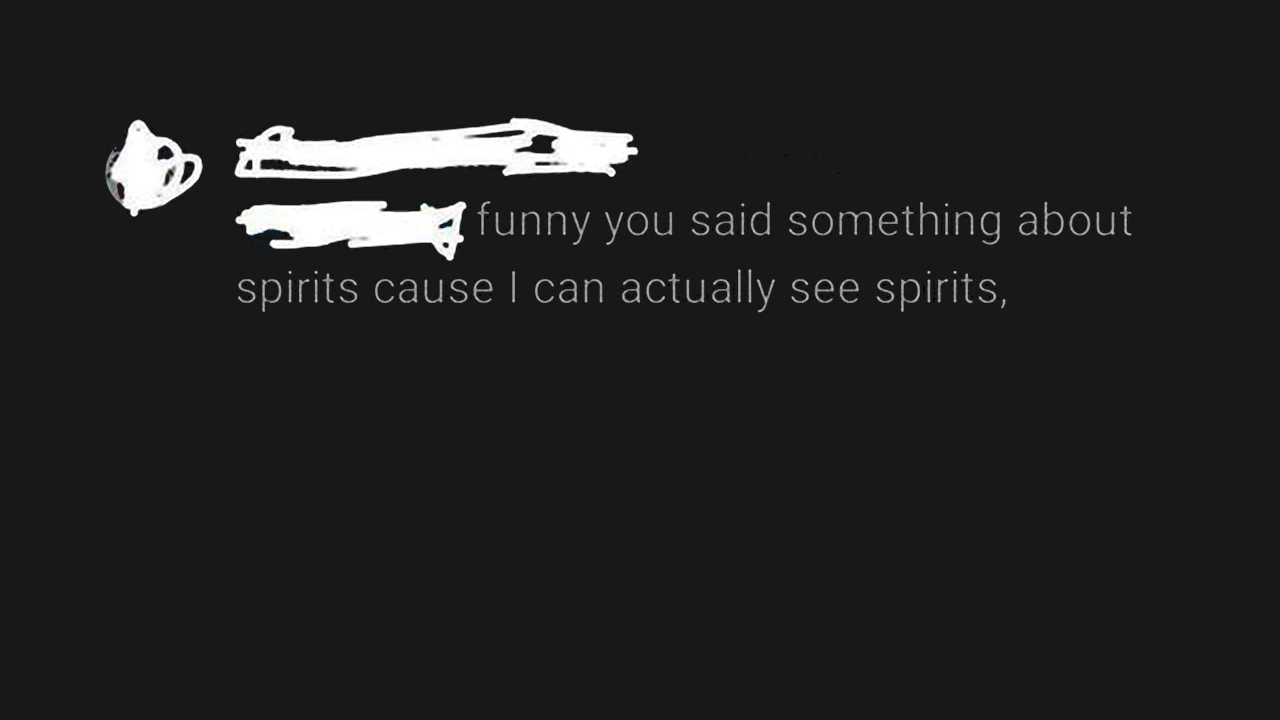 funny you said something about
spirits cause I can actually see spirits,